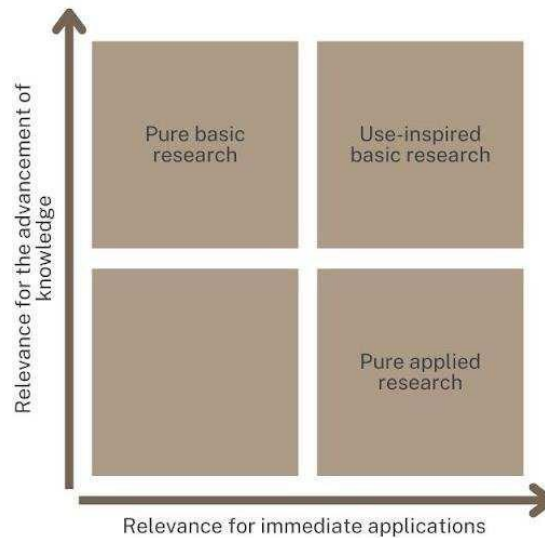 Relevance for the advancement of
knowledge
Pure basic
research
Use-inspired
basic research
Pure applied
research
Relevance for immediate applications